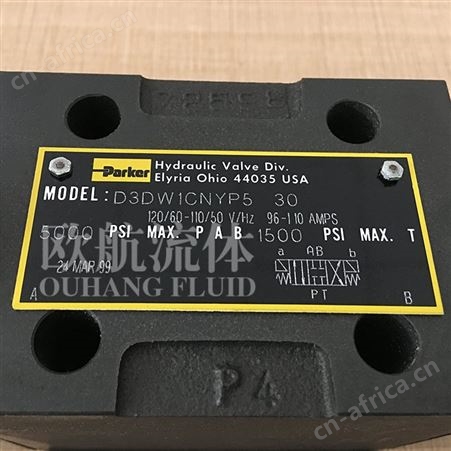 Parker
Hydraulic Valve Div.
Elyria Ohio 44035 USA
MODEL: D3DW1CNYP5 30
120/60-110/50 V/Hz .96-1.10 AMPS
5000 PSI MAX. P A B 1500 PSI MAX. T
欧航流体
24 MAR 99
OUHANG FLUID
a AB b
PT
A B
P4
cn-africa.com